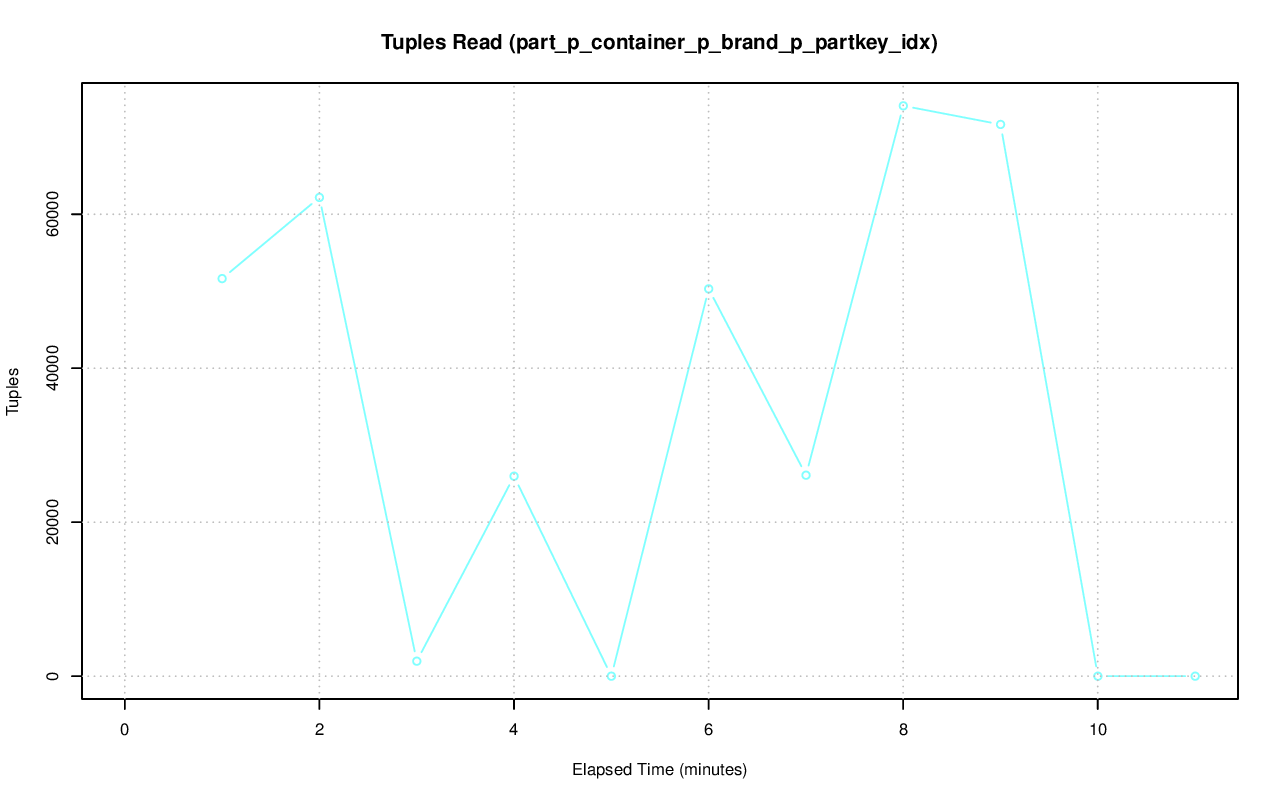 Tuples Read (part_p_container_p_brand_p_partkey_idx)
Tuples
60000
40000
20000
0
0 2 4 6 8 10
Elapsed Time (minutes)